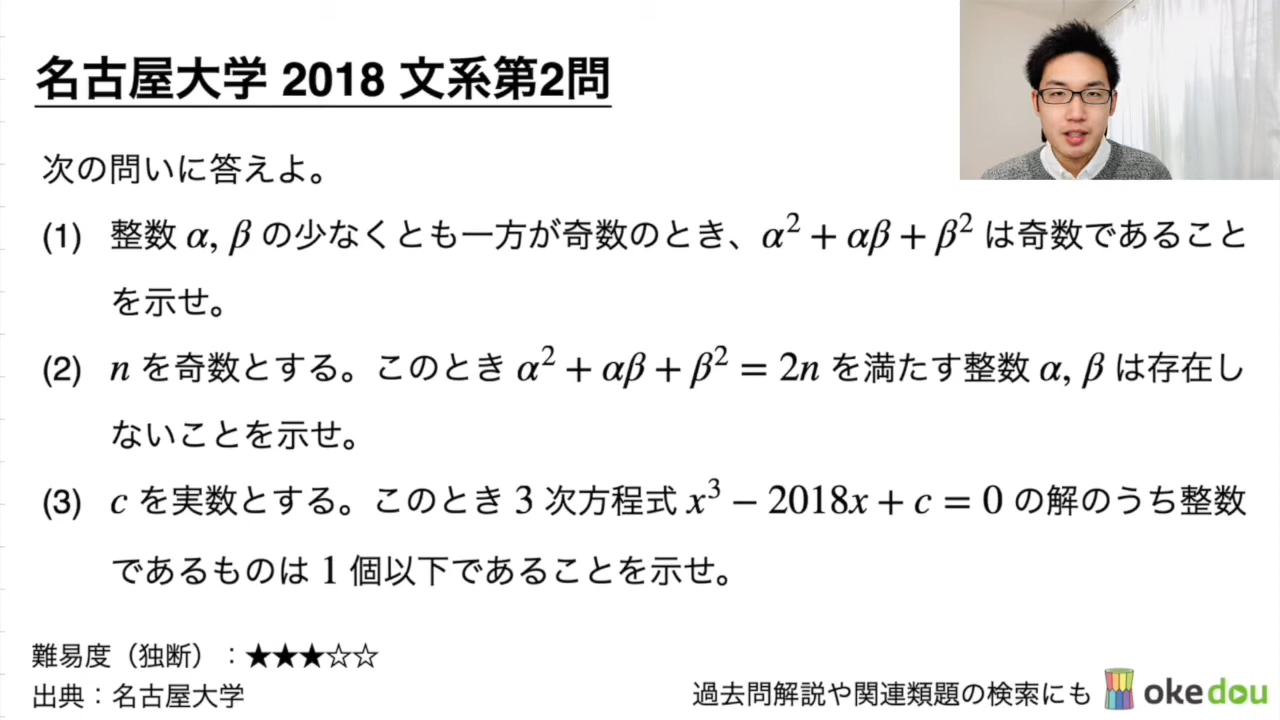 名古屋大学 2018 文系第2問
次の問いに答えよ。
(1) 整数 α, β の少なくとも一方が奇数のとき、α² + αβ + β² は奇数であること
を示せ。
(2) n を奇数とする。このとき α² + αβ + β² = 2n を満たす整数 α, β は存在し
ないことを示せ。
(3) c を実数とする。このとき 3 次方程式 x³ − 2018x + c = 0 の解のうち整数
であるものは 1 個以下であることを示せ。
難易度（独断）：★★★☆☆
出典：名古屋大学
過去問解説や関連類題の検索にも okedou